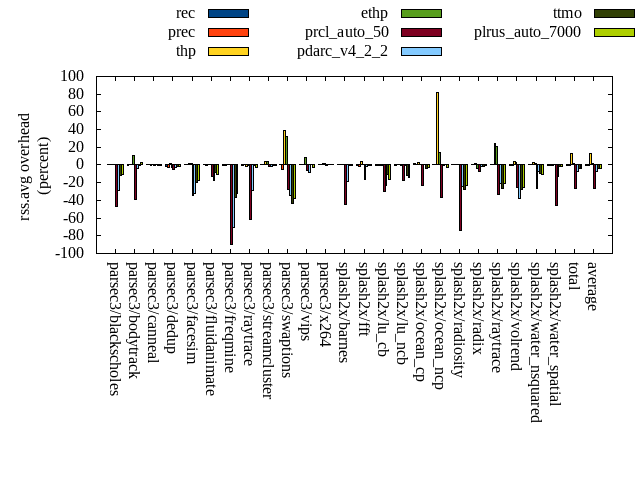 rec
prec
thp
ethp
prcl_auto_50
pdarc_v4_2_2
ttmo
plrus_auto_7000
rss.avg overhead
(percent)
100
80
60
40
20
0
-20
-40
-60
-80
-100
parsec3/blackscholes
parsec3/bodytrack
parsec3/canneal
parsec3/dedup
parsec3/facesim
parsec3/fluidanimate
parsec3/freqmine
parsec3/raytrace
parsec3/streamcluster
parsec3/swaptions
parsec3/vips
parsec3/x264
splash2x/barnes
splash2x/fft
splash2x/lu_cb
splash2x/lu_ncb
splash2x/ocean_cp
splash2x/ocean_ncp
splash2x/radiosity
splash2x/radix
splash2x/raytrace
splash2x/volrend
splash2x/water_nsquared
splash2x/water_spatial
total
average